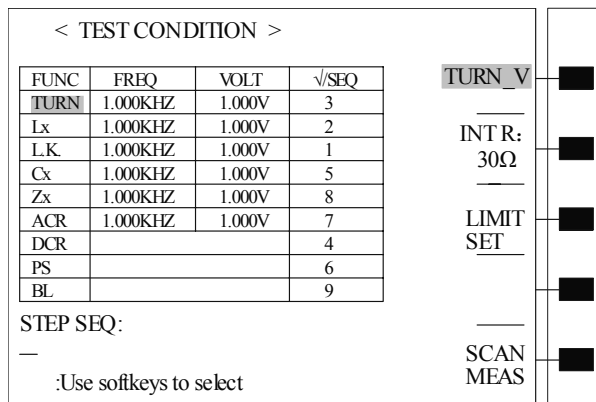 < TEST CONDITION >
FUNC FREQ VOLT √/SEQ
TURN 1.000KHZ 1.000V 3
Lx 1.000KHZ 1.000V 2
L.K. 1.000KHZ 1.000V 1
Cx 1.000KHZ 1.000V 5
Zx 1.000KHZ 1.000V 8
ACR 1.000KHZ 1.000V 7
DCR 4
PS 6
BL 9
STEP SEQ:
:Use softkeys to select
TURN_V
INT R:
30Ω
LIMIT
SET
SCAN
MEAS